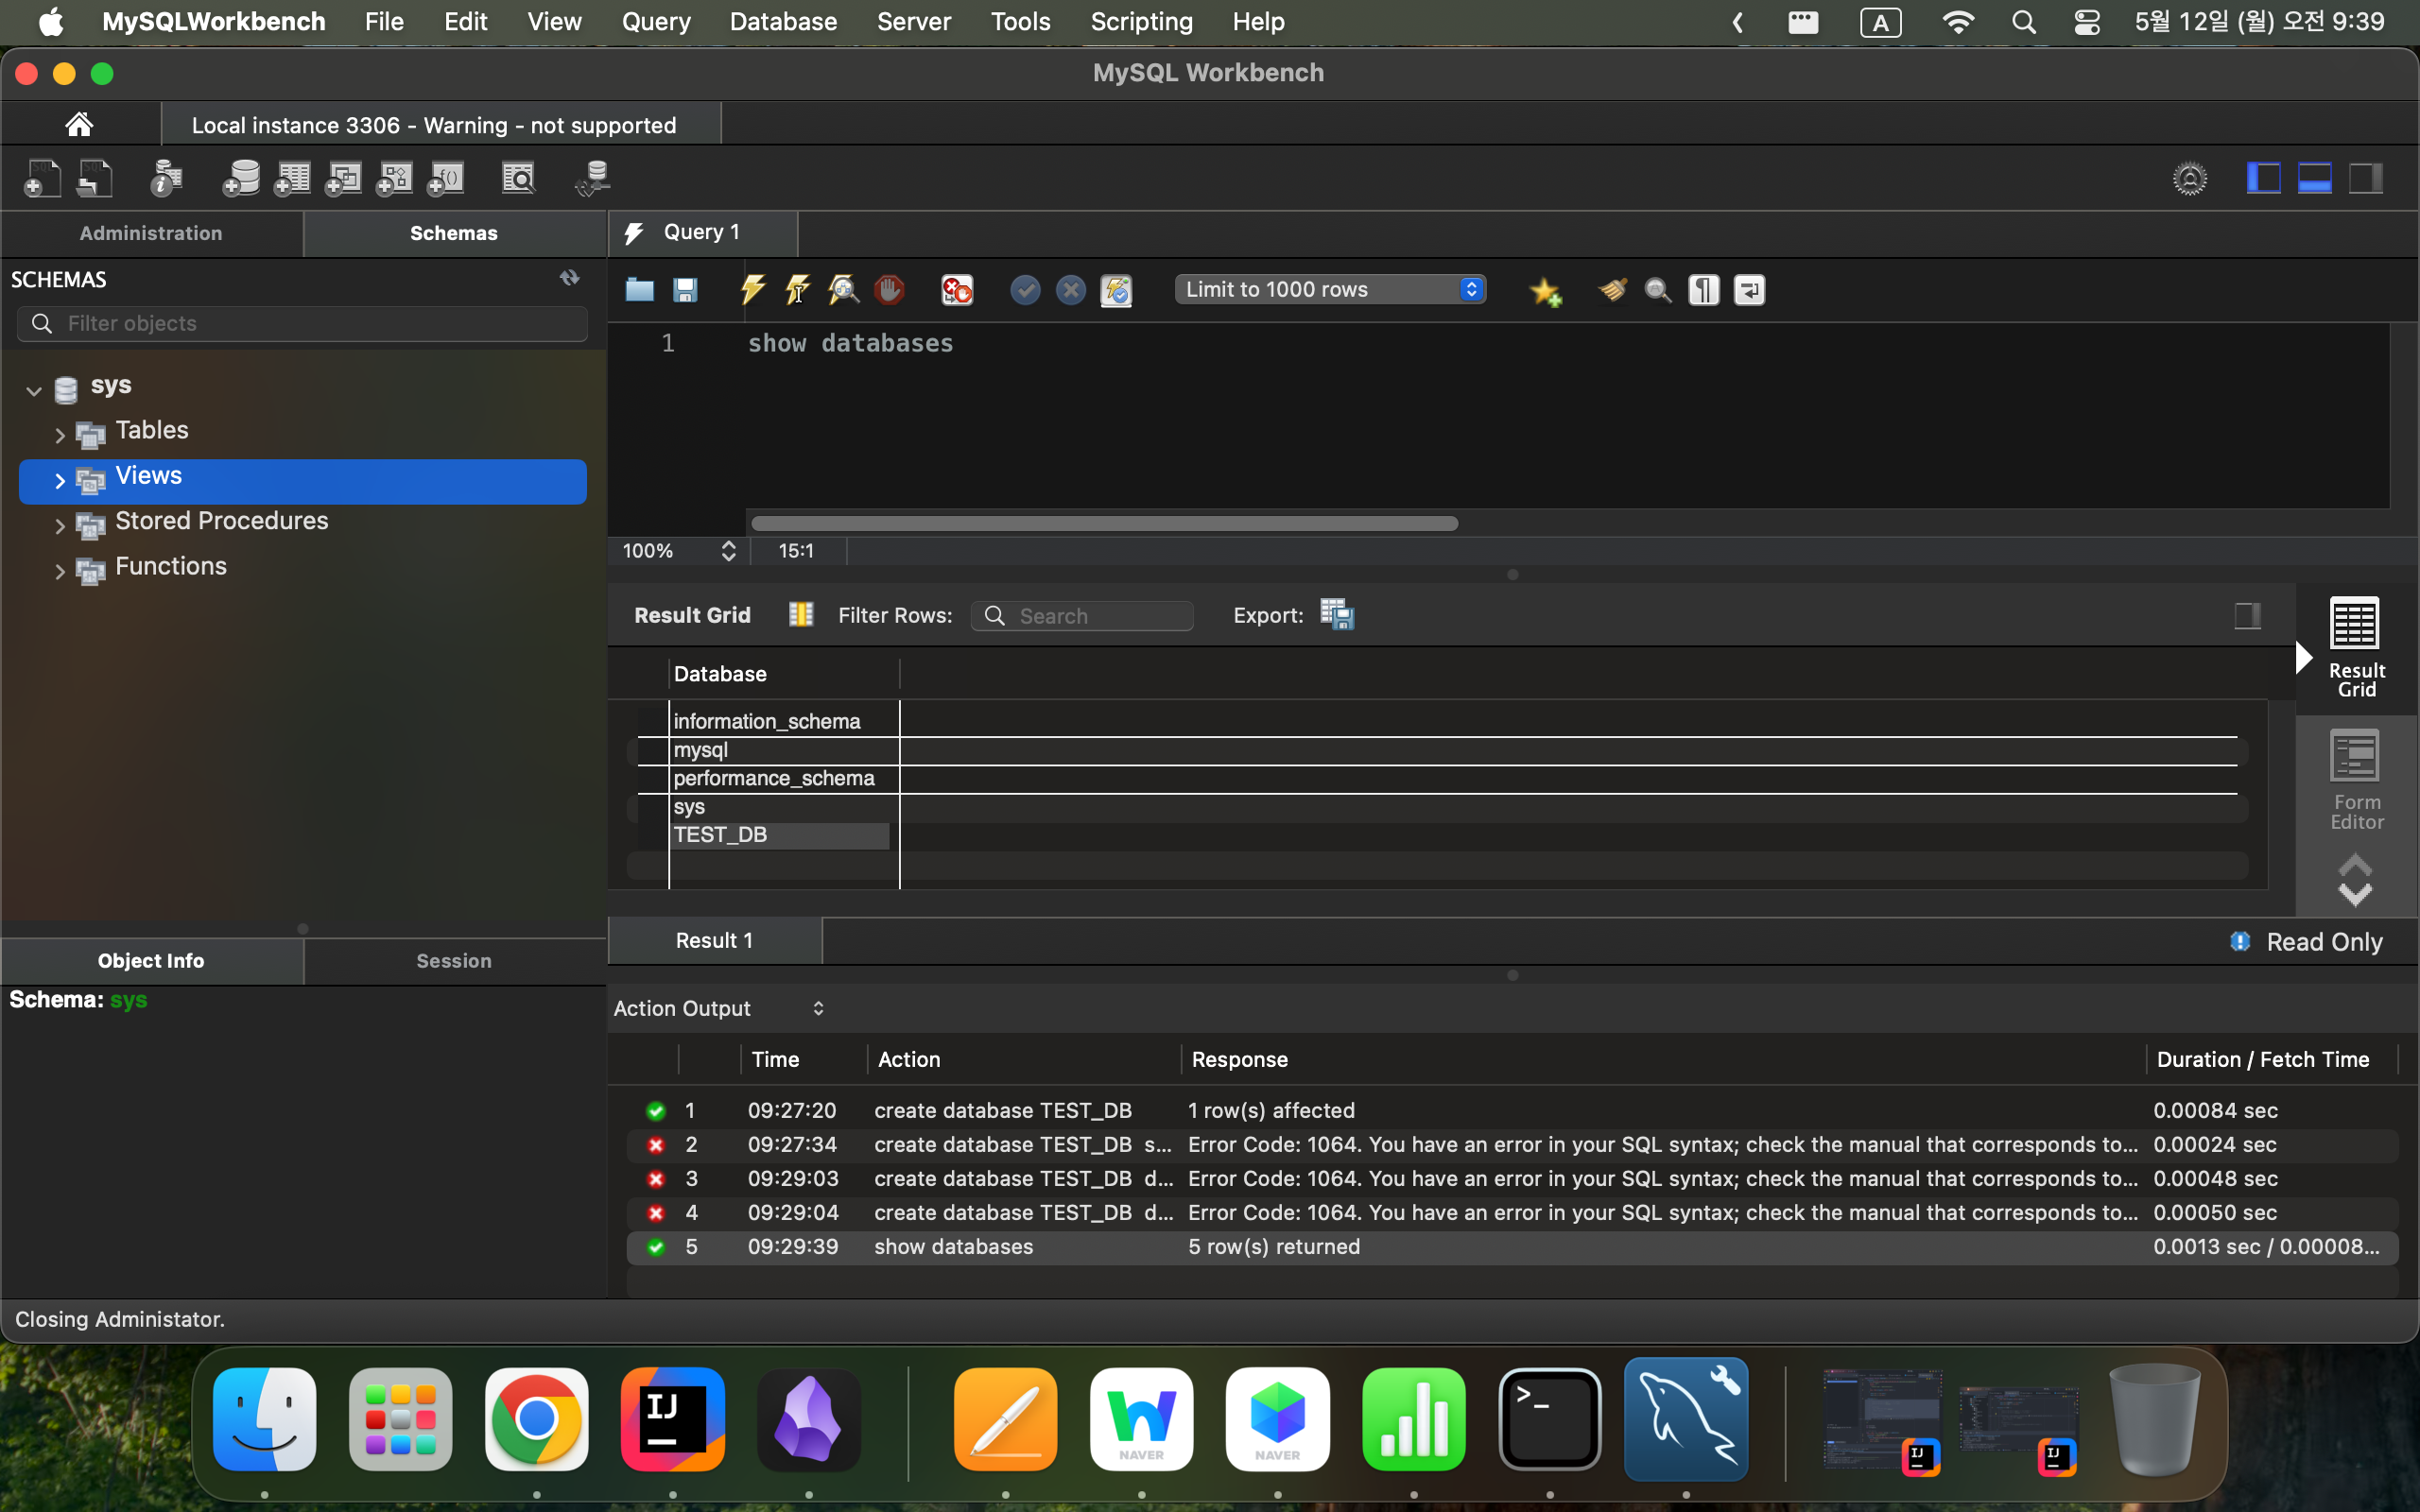 MySQLWorkbench File Edit View Query Database Server Tools Scripting Help A 5월 12일 (월) 오전 9:39
MySQL Workbench
Local instance 3306 - Warning - not supported
Administration Schemas Query 1
SCHEMAS
Filter objects
Limit to 1000 rows
1 show databases
sys
Tables
Views
Stored Procedures
Functions
100% 15:1
Result Grid Filter Rows: Search Export:
Result
Grid
Form
Editor
Database
information_schema
mysql
performance_schema
sys
TEST_DB
Result 1 Read Only
Object Info Session
Schema: sys
Action Output
Time Action Response Duration / Fetch Time
1 09:27:20 create database TEST_DB 1 row(s) affected 0.00084 sec
2 09:27:34 create database TEST_DB s... Error Code: 1064. You have an error in your SQL syntax; check the manual that corresponds to... 0.00024 sec
3 09:29:03 create database TEST_DB d... Error Code: 1064. You have an error in your SQL syntax; check the manual that corresponds to... 0.00048 sec
4 09:29:04 create database TEST_DB d... Error Code: 1064. You have an error in your SQL syntax; check the manual that corresponds to... 0.00050 sec
5 09:29:39 show databases 5 row(s) returned 0.0013 sec / 0.00008...
Closing Administator.
IJ
NAVER
NAVER
>_
IJ
IJ